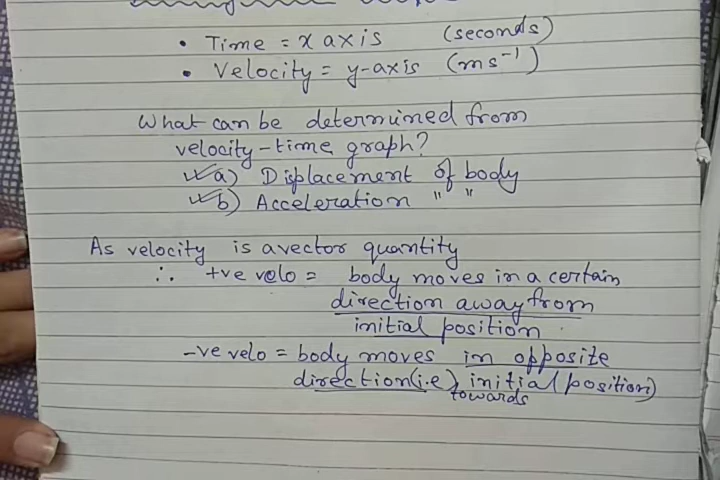 • Time = x axis (seconds)
• Velocity = y-axis (ms⁻¹)
What can be determined from
velocity-time graph?
a) Displacement of body
b) Acceleration " "
As velocity is a vector quantity
∴ +ve velo = body moves in a certain
direction away from
initial position.
-ve velo = body moves in opposite
direction (i.e) initial position)
towards